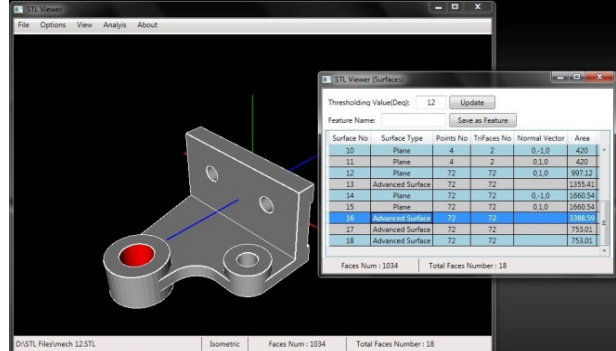 STL Viewer
File Options View Analyis About
STL Viewer (Surfaces)
Thresholding Value(Deg): 12 Update
Feature Name: Save as Feature
Surface No Surface Type Points No TriFaces No Normal Vector Area
10 Plane 4 2 0,-1,0 420
11 Plane 4 2 0,1,0 420
12 Plane 72 72 0,1,0 997.12
13 Advanced Surface 72 72 1355.41
14 Plane 72 72 0,-1,0 1660.54
15 Plane 72 72 0,1,0 1660.54
16 Advanced Surface 72 72 3388.59
17 Advanced Surface 72 72 753.01
18 Advanced Surface 72 72 753.01
Faces Num : 1034 Total Faces Number : 18
D:\STL Files\mech 12.STL Isometric Faces Num : 1034 Total Faces Number : 18